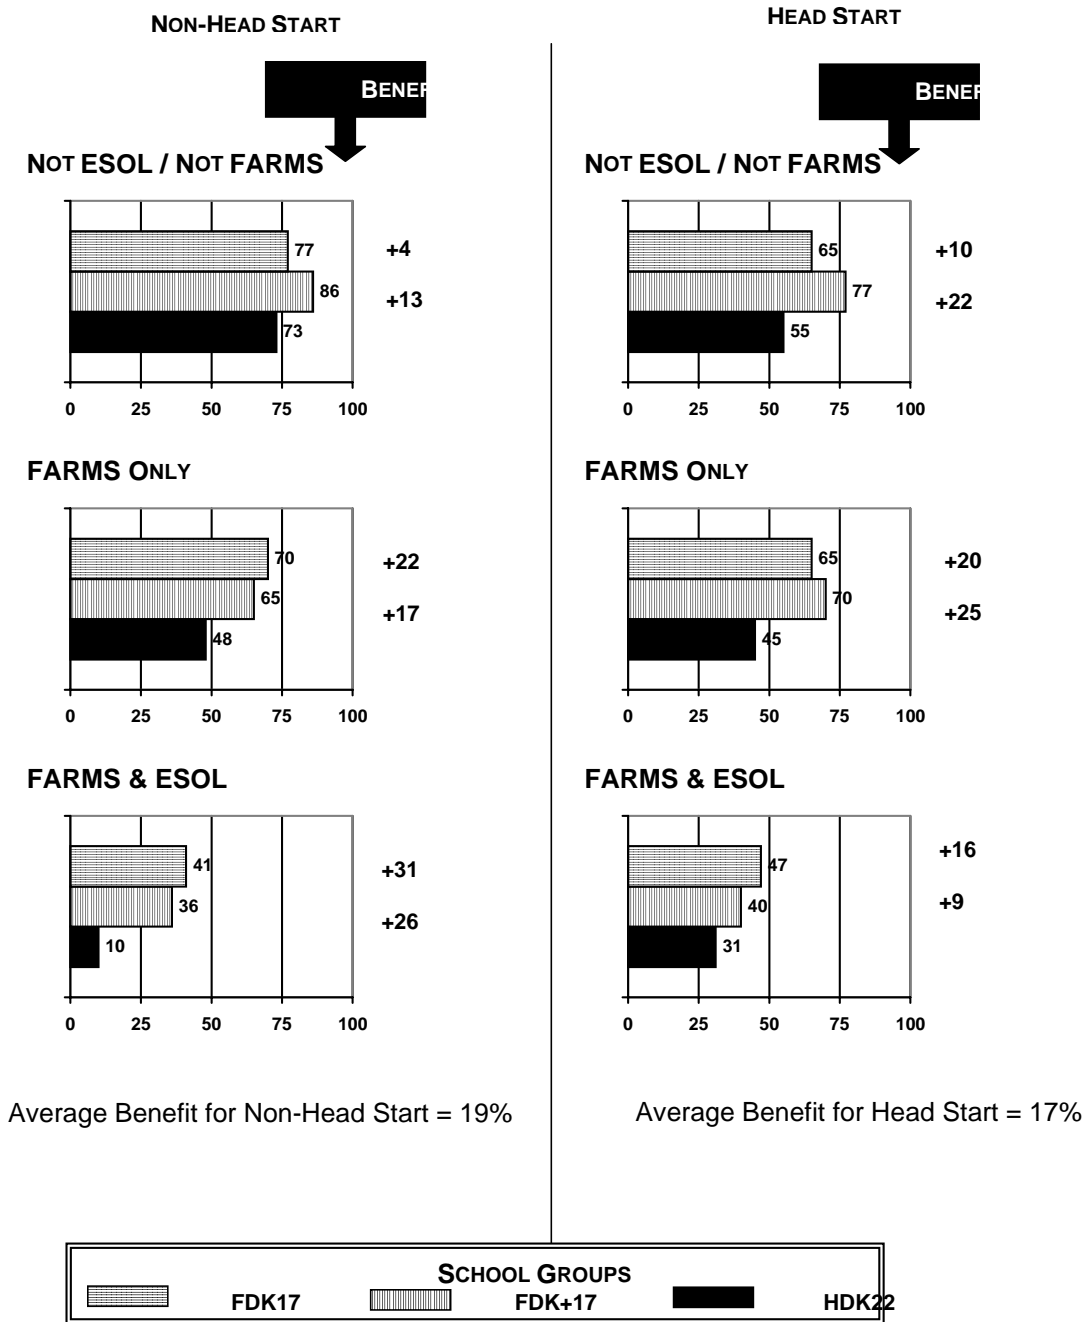 NON-HEAD START
BENEF
NOT ESOL / NOT FARMS
77
86
73
+4
+13
0 25 50 75 100
FARMS ONLY
70
65
48
+22
+17
0 25 50 75 100
FARMS & ESOL
41
36
10
+31
+26
0 25 50 75 100
Average Benefit for Non-Head Start = 19%
HEAD START
BENEF
NOT ESOL / NOT FARMS
65
77
55
+10
+22
0 25 50 75 100
FARMS ONLY
65
70
45
+20
+25
0 25 50 75 100
FARMS & ESOL
47
40
31
+16
+9
0 25 50 75 100
Average Benefit for Head Start = 17%
SCHOOL GROUPS
FDK17 FDK+17 HDK22